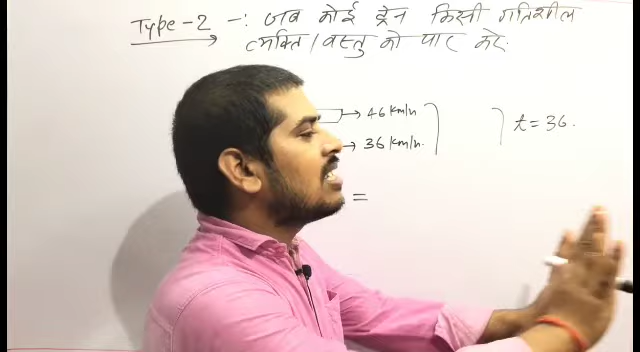 Type-2 -: जब कोई ट्रेन किसी गतिशील
व्यक्ति / वस्तु को पार करे.
→ 46 km/h
t = 36.
→ 36 km/h.
=